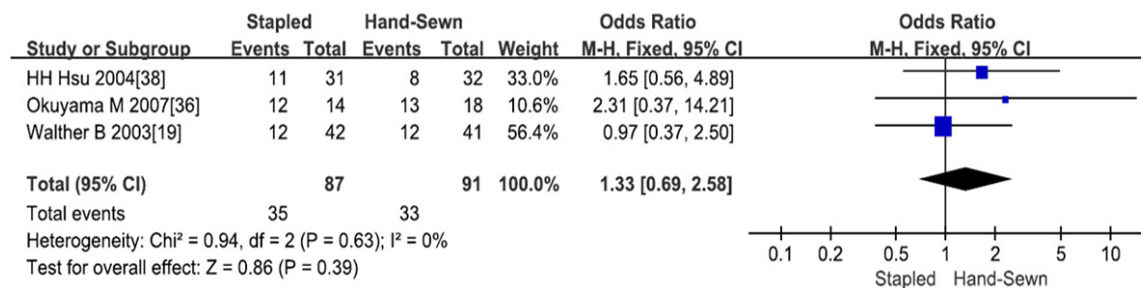 Stapled Hand-Sewn Odds Ratio Odds Ratio
Study or Subgroup Events Total Events Total Weight M-H, Fixed, 95% CI M-H, Fixed, 95% CI
HH Hsu 2004[38] 11 31 8 32 33.0% 1.65 [0.56, 4.89]
Okuyama M 2007[36] 12 14 13 18 10.6% 2.31 [0.37, 14.21]
Walther B 2003[19] 12 42 12 41 56.4% 0.97 [0.37, 2.50]
Total (95% CI) 87 91 100.0% 1.33 [0.69, 2.58]
Total events 35 33
Heterogeneity: Chi² = 0.94, df = 2 (P = 0.63); I² = 0%
Test for overall effect: Z = 0.86 (P = 0.39)
0.1 0.2 0.5 1 2 5 10
Stapled Hand-Sewn